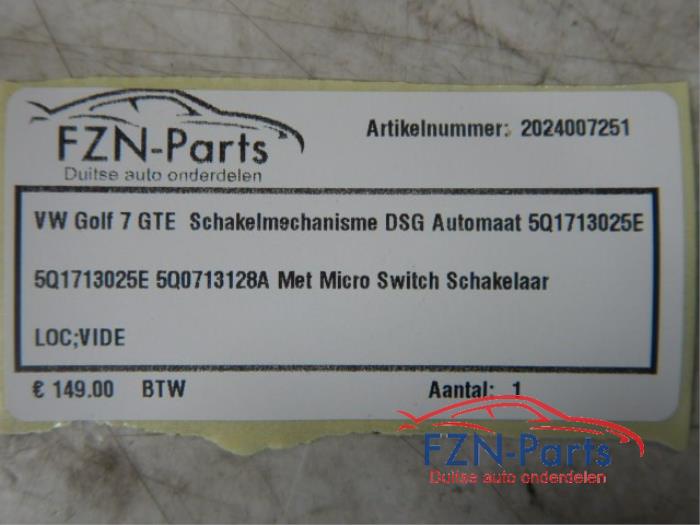 FZN-Parts
Duitse auto onderdelen
Artikelnummer: 2024007251
VW Golf 7 GTE Schakelmechanisme DSG Automaat 5Q1713025E
5Q1713025E 5Q0713128A Met Micro Switch Schakelaar
LOC;VIDE
€ 149.00 BTW Aantal: 1
FZN-Parts
Duitse auto onderdelen